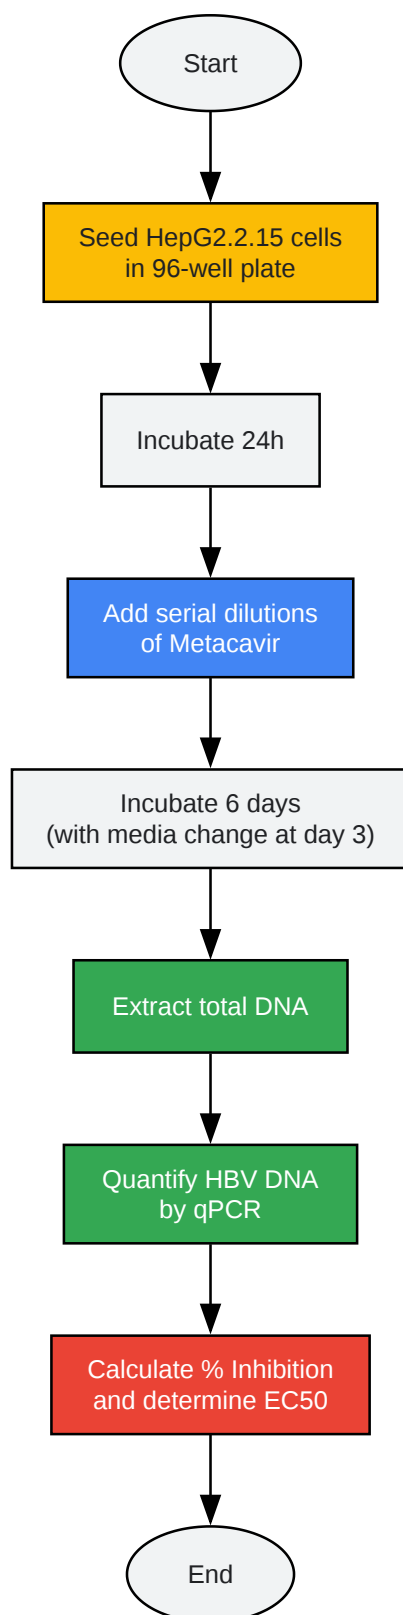 Start
Seed HepG2.2.15 cells
in 96-well plate
Incubate 24h
Add serial dilutions
of Metacavir
Incubate 6 days
(with media change at day 3)
Extract total DNA
Quantify HBV DNA
by qPCR
Calculate % Inhibition
and determine EC50
End